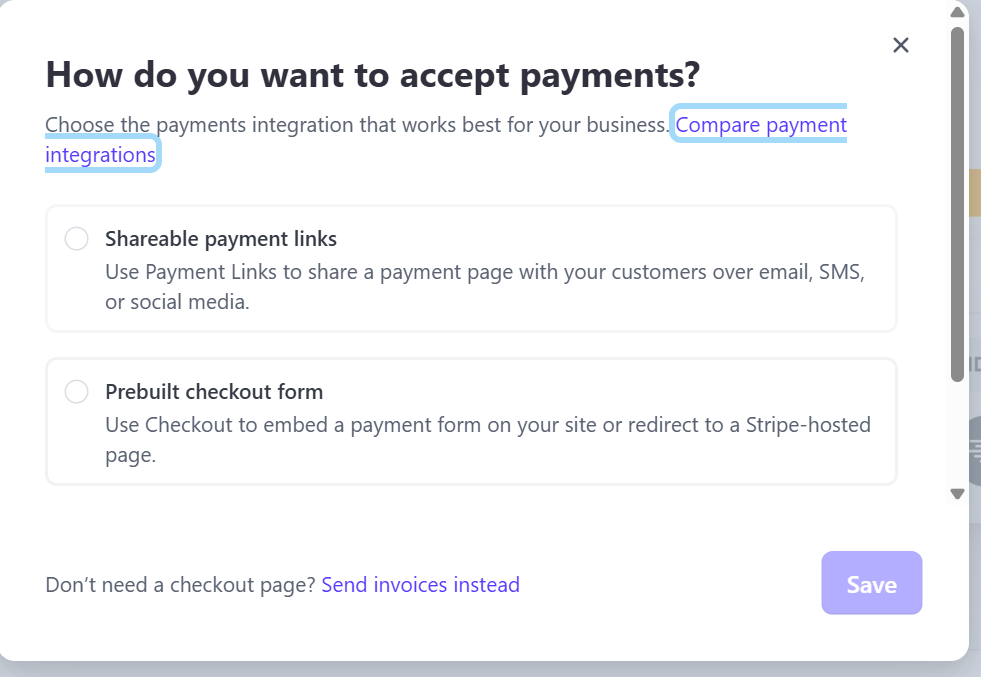 How do you want to accept payments?
Choose the payments integration that works best for your business. Compare payment
integrations
Shareable payment links
Use Payment Links to share a payment page with your customers over email, SMS,
or social media.
Prebuilt checkout form
Use Checkout to embed a payment form on your site or redirect to a Stripe-hosted
page.
Don’t need a checkout page? Send invoices instead
Save